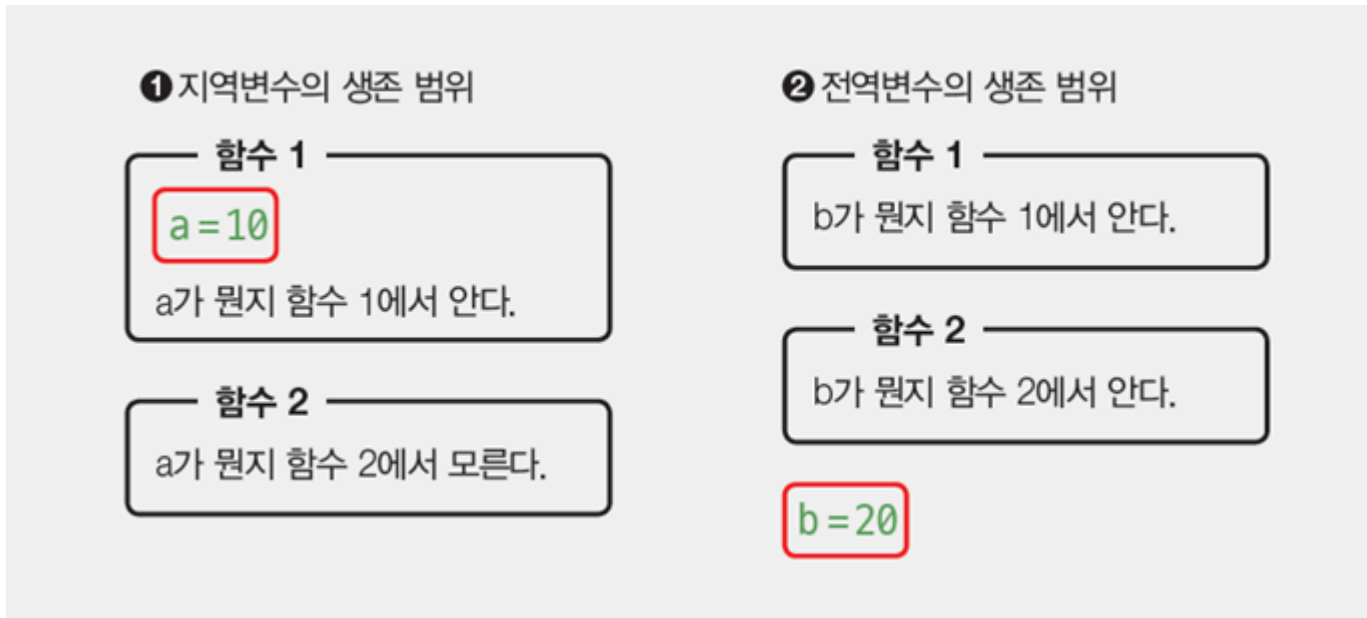 ❶ 지역변수의 생존 범위
함수 1
a=10
a가 뭔지 함수 1에서 안다.
함수 2
a가 뭔지 함수 2에서 모른다.
❷ 전역변수의 생존 범위
함수 1
b가 뭔지 함수 1에서 안다.
함수 2
b가 뭔지 함수 2에서 안다.
b=20